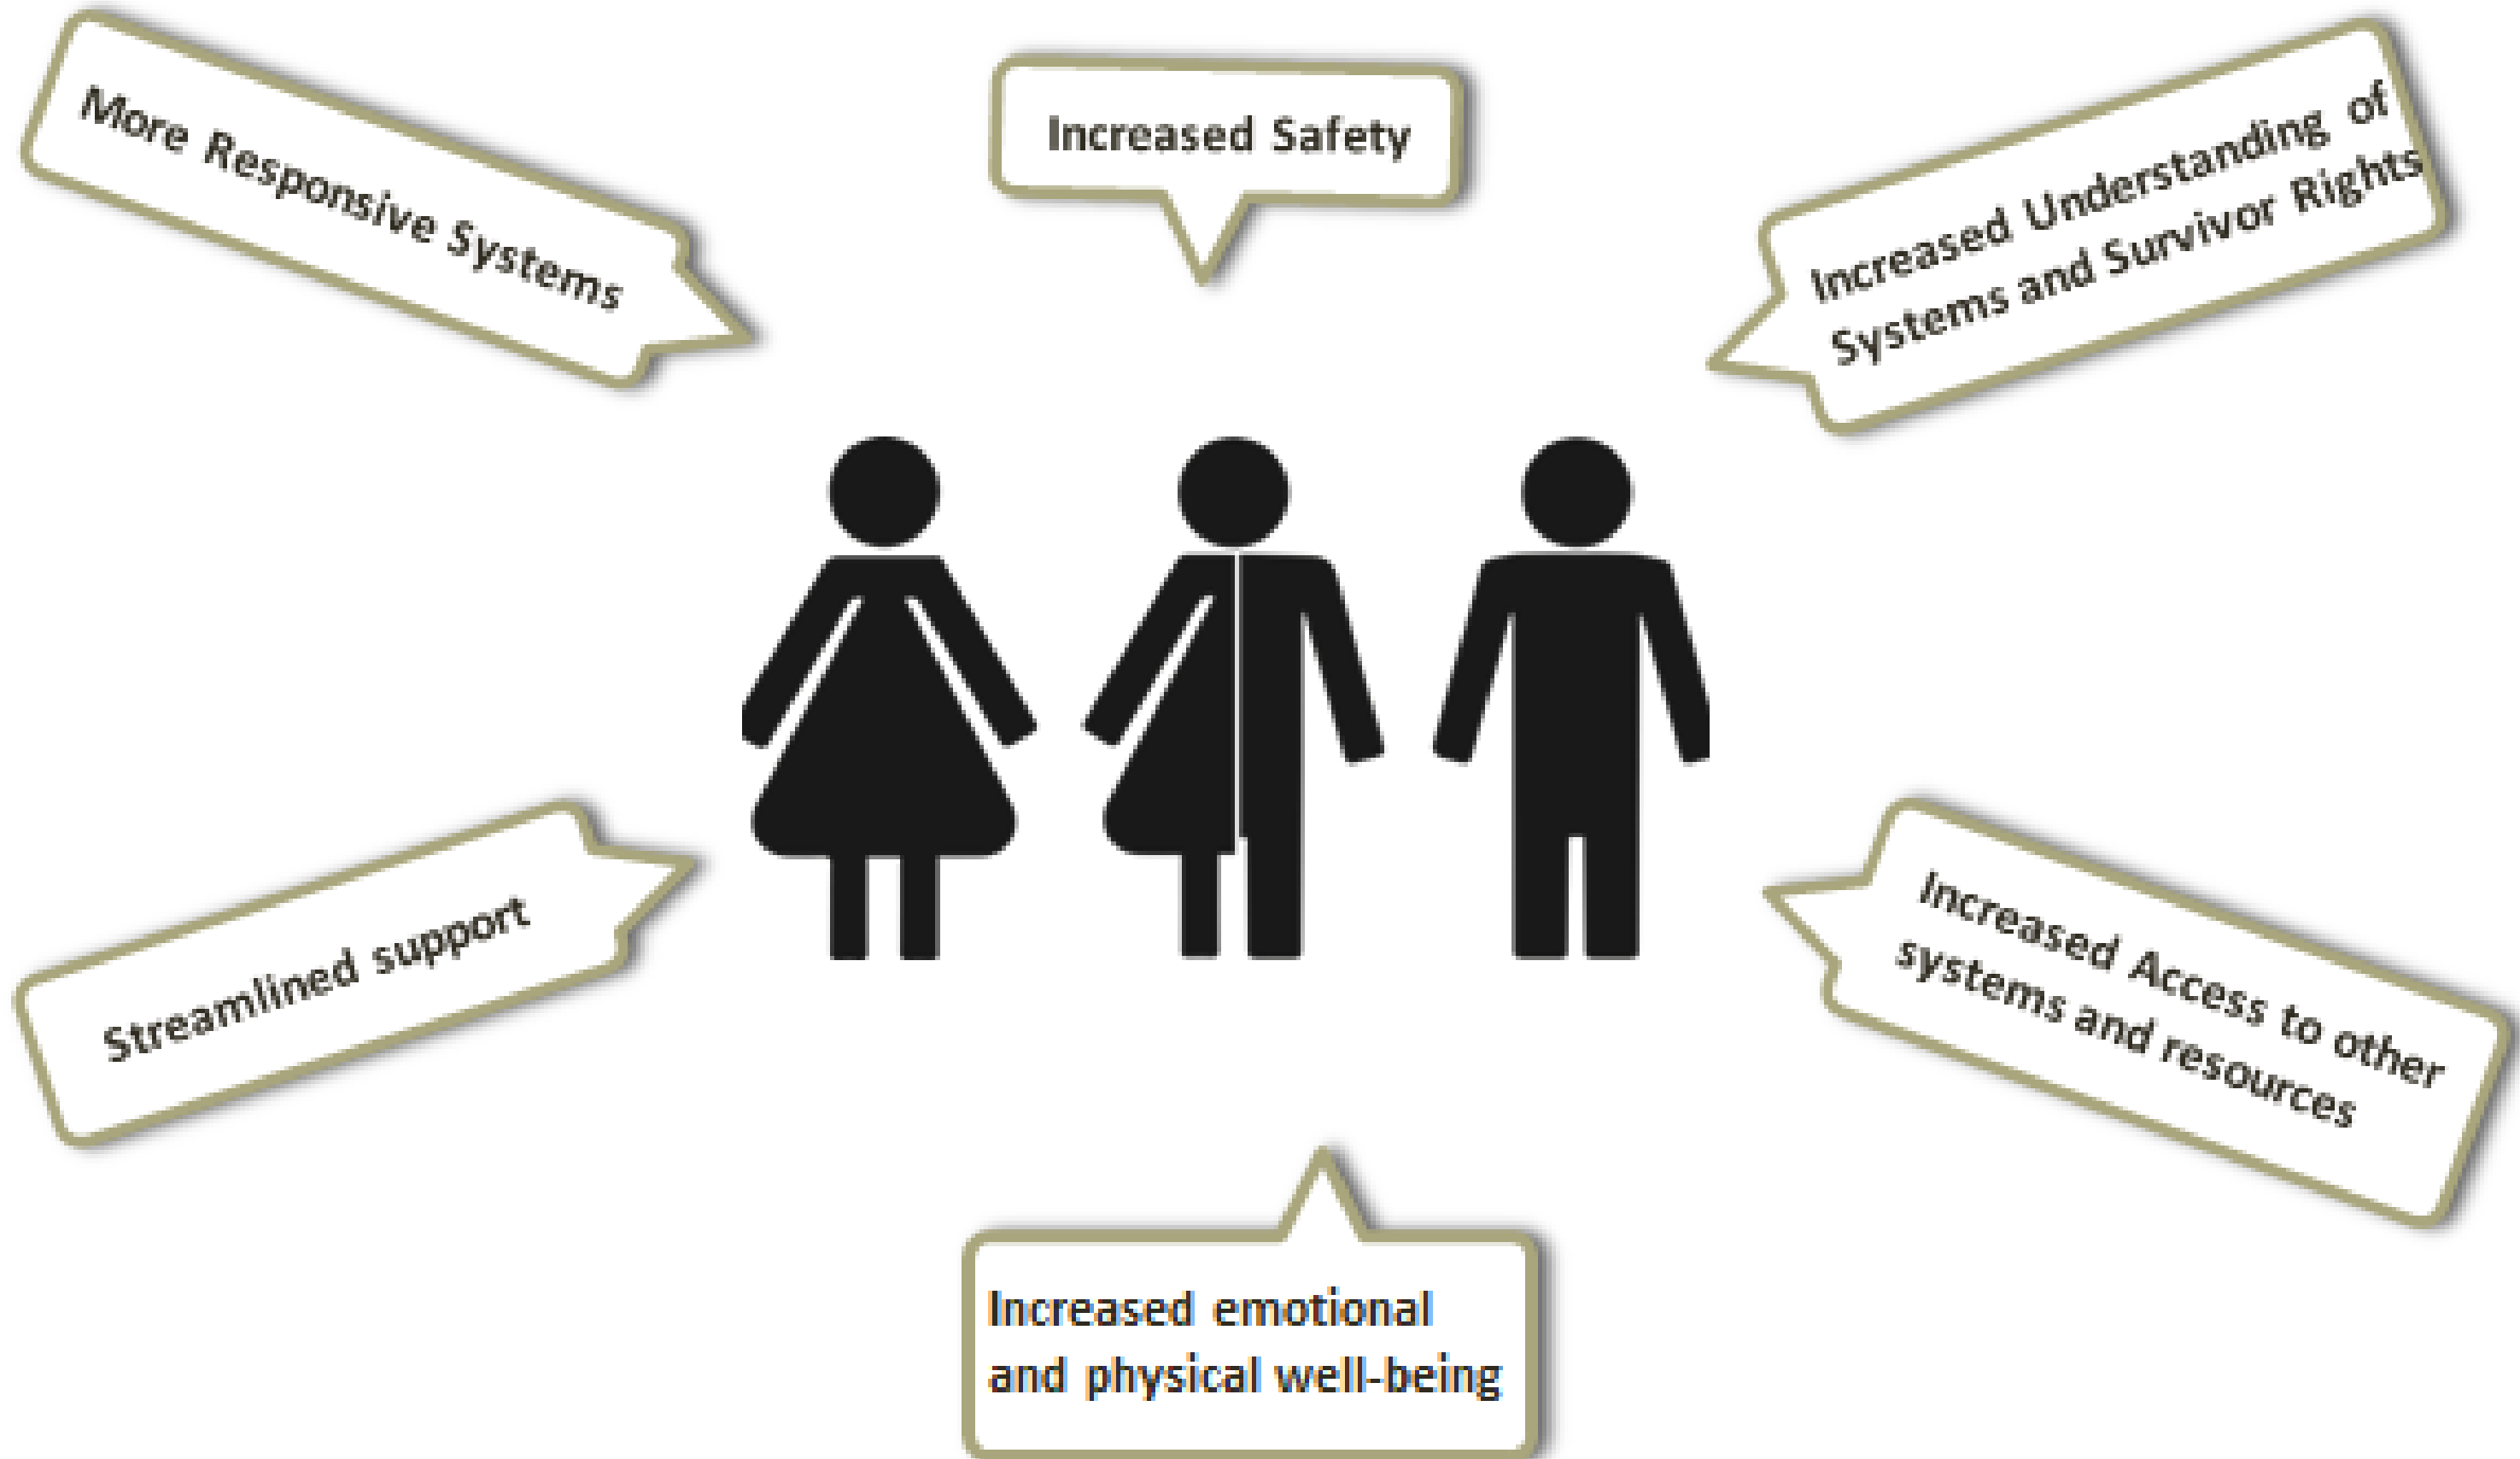 More Responsive Systems
Increased Safety
Increased Understanding of
Systems and Survivor Rights
Streamlined support
Increased Access to other
systems and resources
Increased emotional
and physical well-being